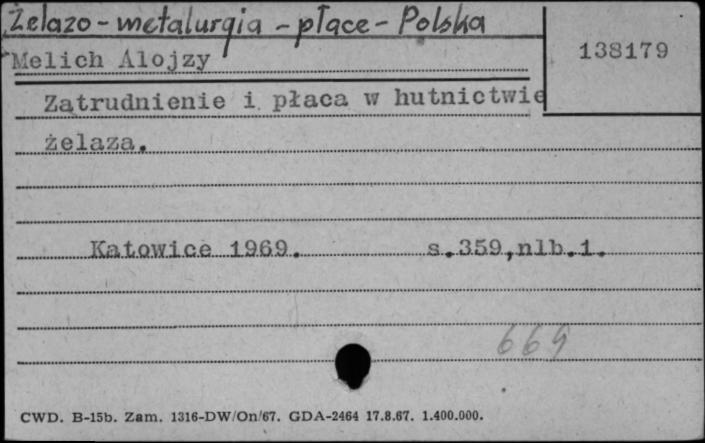 Żelazo - metalurgia - płace - Polska
138179
Melich Alojzy
Zatrudnienie i płaca w hutnictwie
żelaza.
Katowice 1969. s.359,nlb.1.
669
CWD. B-15b. Zam. 1316-DW/On/67. GDA-2464 17.8.67. 1.400.000.